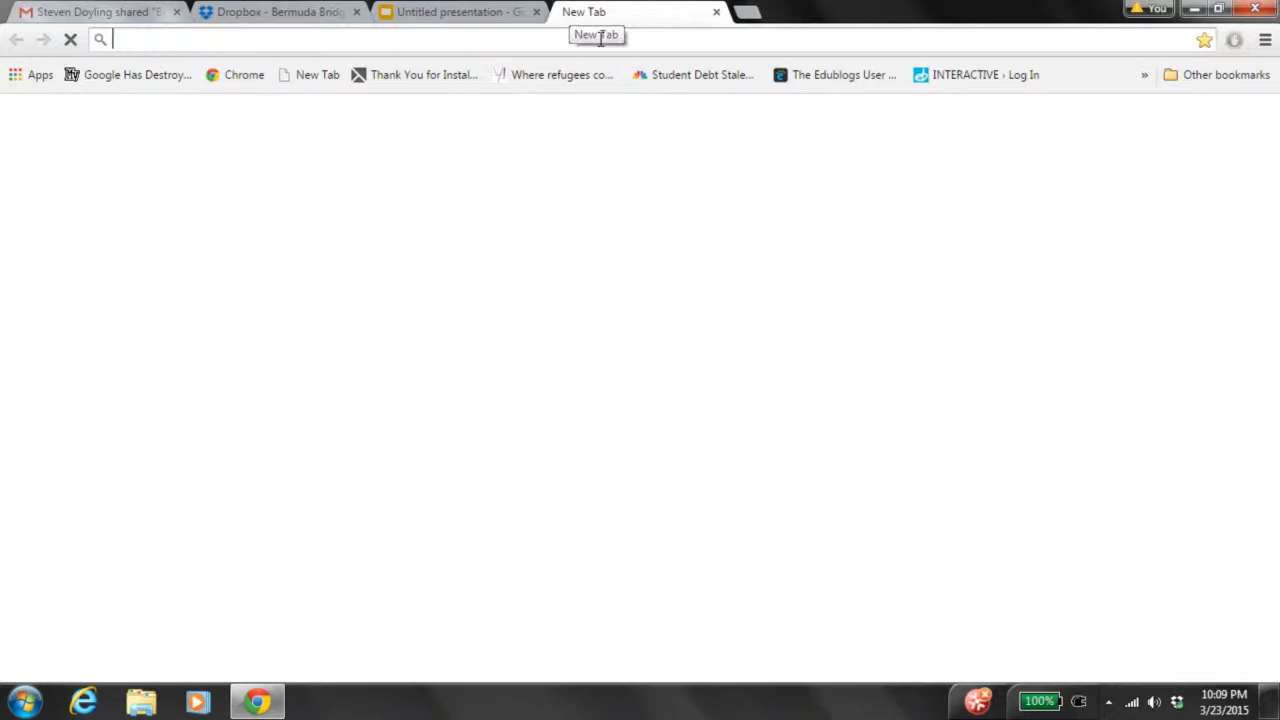 Steven Doyling shared "B
Dropbox - Bermuda Bridg
Untitled presentation - G
New Tab
You
New Tab
Apps
Google Has Destroy...
Chrome
New Tab
Thank You for Instal...
Where refugees co...
Student Debt Stale...
The Edublogs User ...
INTERACTIVE › Log In
»
Other bookmarks
100%
10:09 PM
3/23/2015